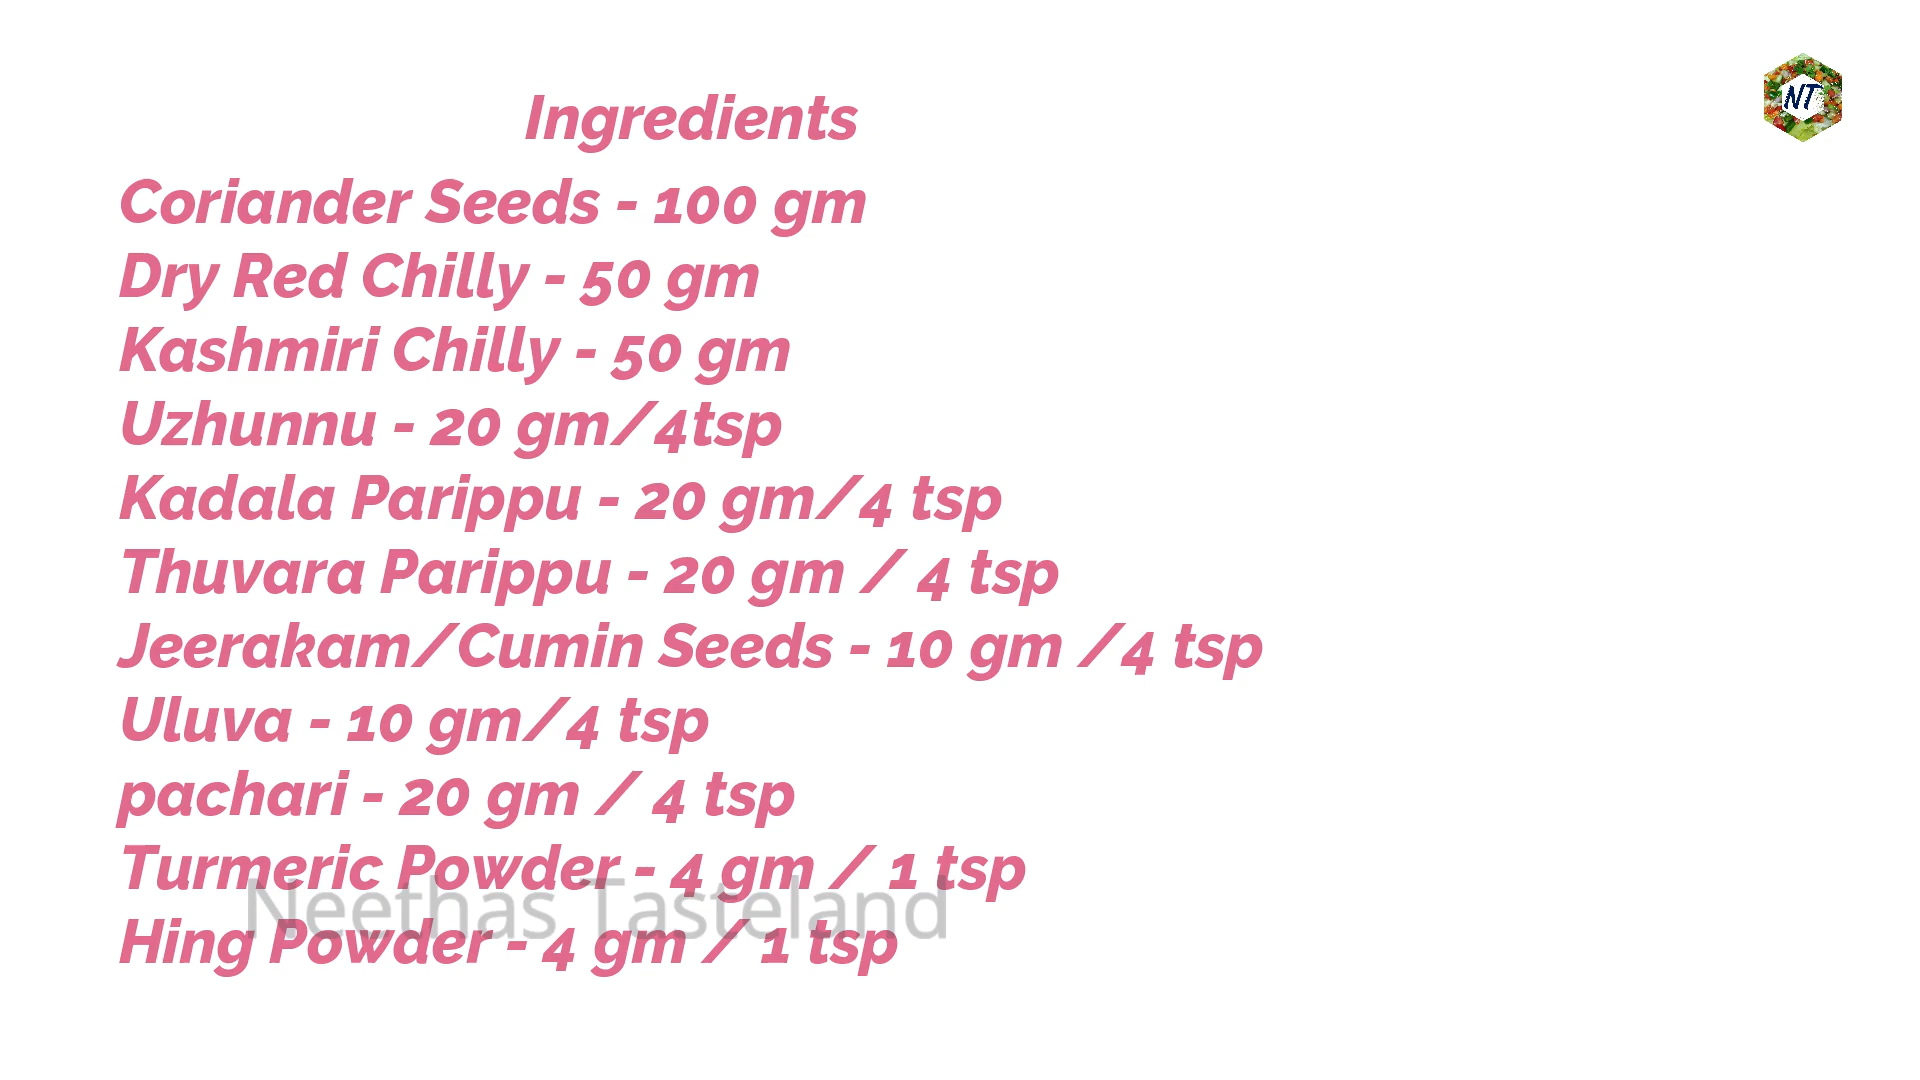 NT
Ingredients
Coriander Seeds - 100 gm
Dry Red Chilly - 50 gm
Kashmiri Chilly - 50 gm
Uzhunnu - 20 gm/4tsp
Kadala Parippu - 20 gm/4 tsp
Thuvara Parippu - 20 gm / 4 tsp
Jeerakam/Cumin Seeds - 10 gm /4 tsp
Uluva - 10 gm/4 tsp
pachari - 20 gm / 4 tsp
Turmeric Powder - 4 gm / 1 tsp
Neethas Tasteland
Hing Powder - 4 gm / 1 tsp